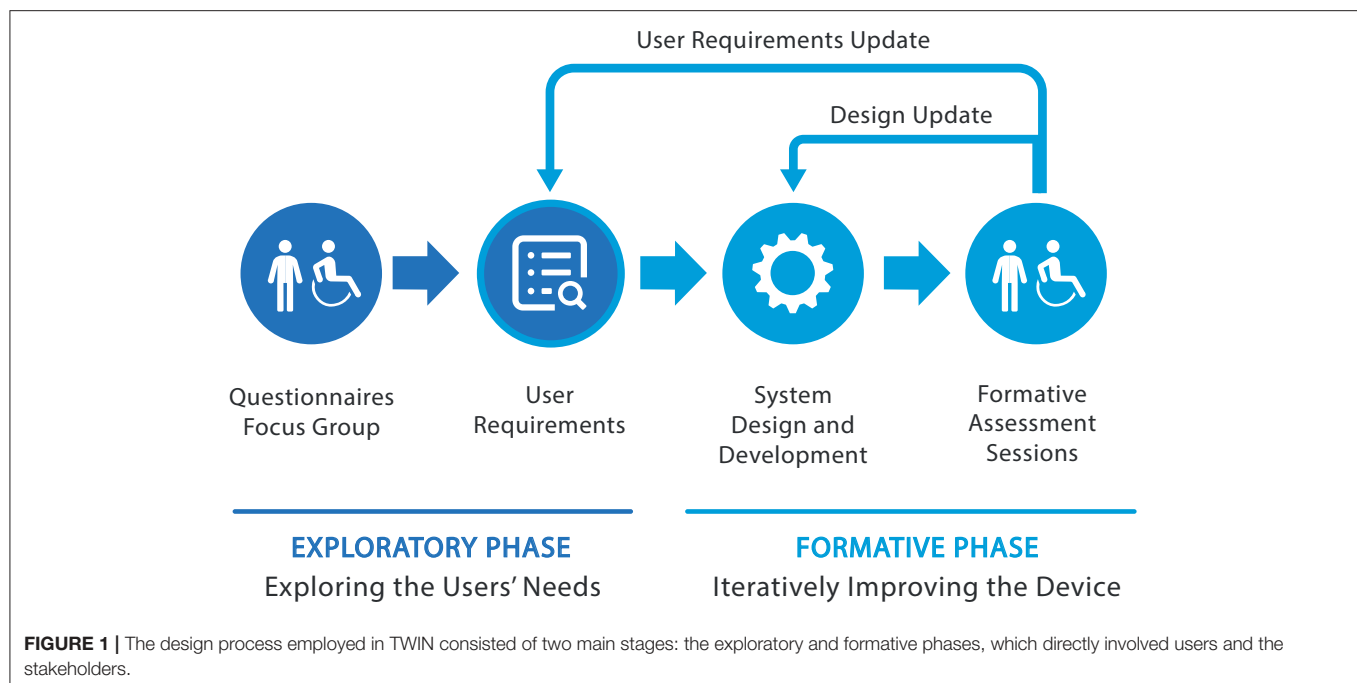 User Requirements Update
Design Update
Questionnaires
Focus Group
User
Requirements
System
Design and
Development
Formative
Assessment
Sessions
EXPLORATORY PHASE
Exploring the Users' Needs
FORMATIVE PHASE
Iteratively Improving the Device
FIGURE 1 | The design process employed in TWIN consisted of two main stages: the exploratory and formative phases, which directly involved users and the
stakeholders.